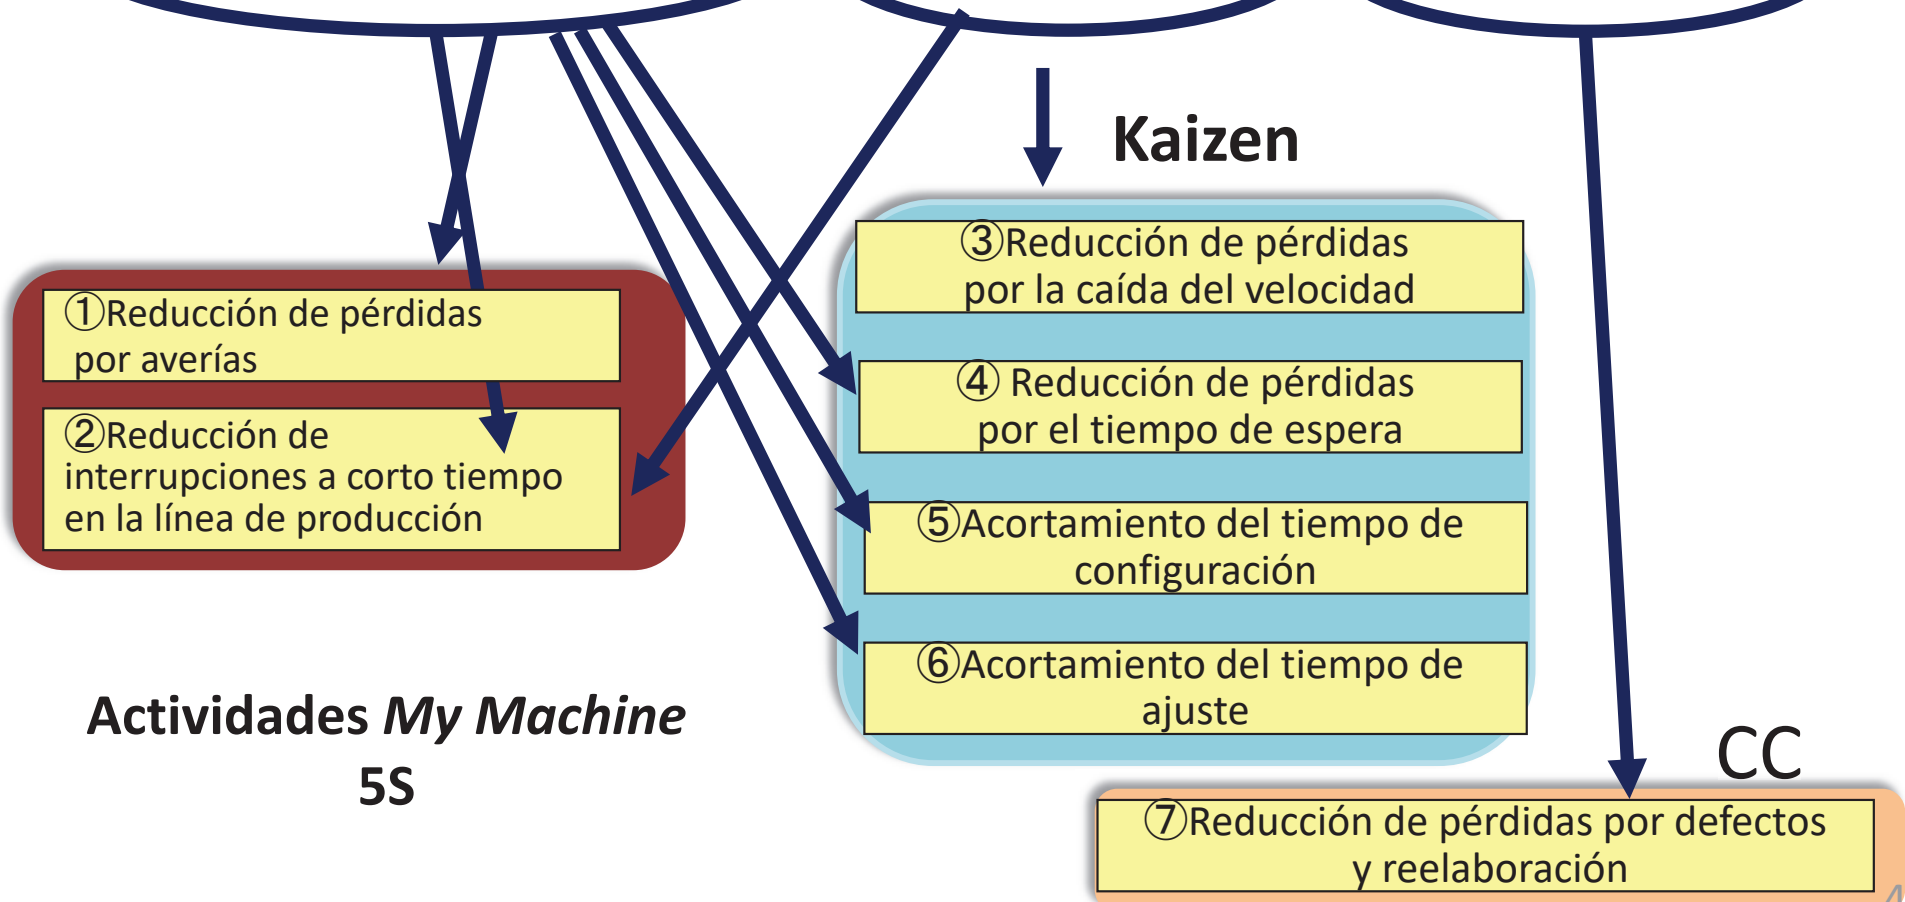 Kaizen
①Reducción de pérdidas
por averías
②Reducción de
interrupciones a corto tiempo
en la línea de producción
③Reducción de pérdidas
por la caída del velocidad
④ Reducción de pérdidas
por el tiempo de espera
⑤Acortamiento del tiempo de
configuración
⑥Acortamiento del tiempo de
ajuste
Actividades My Machine
5S
CC
⑦Reducción de pérdidas por defectos
y reelaboración
4